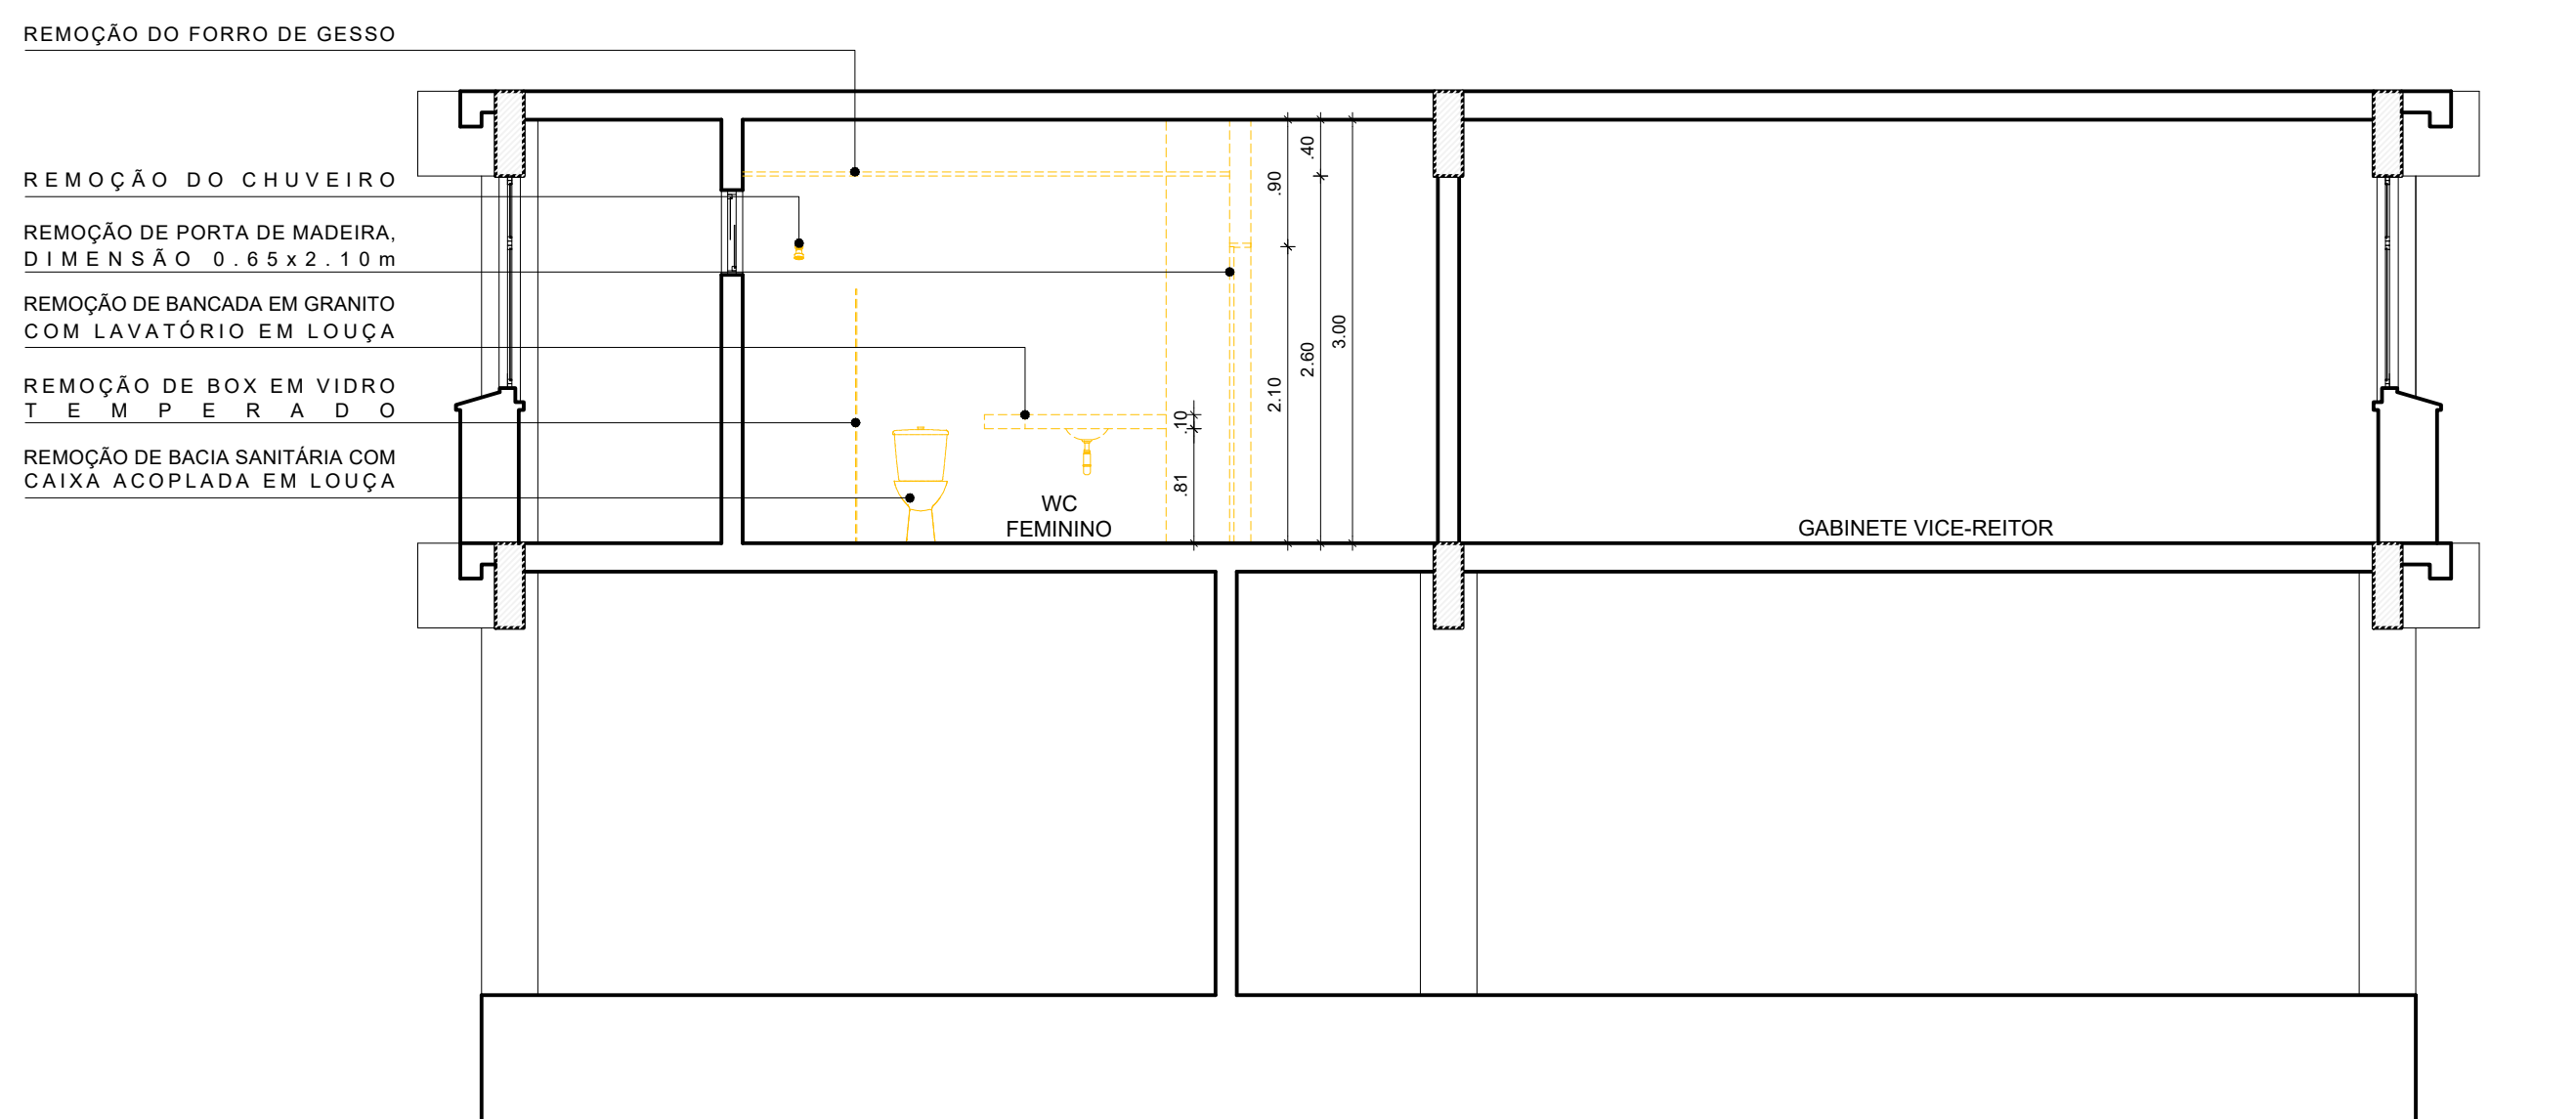 REMOÇÃO DO FORRO DE GESSO
REMOÇÃO DO CHUVEIRO
REMOÇÃO DE PORTA DE MADEIRA,
DIMENSÃO 0.65x2.10m
REMOÇÃO DE BANCADA EM GRANITO
COM LAVATÓRIO EM LOUÇA
REMOÇÃO DE BOX EM VIDRO
TEMPERADO
REMOÇÃO DE BACIA SANITÁRIA COM
CAIXA ACOPLADA EM LOUÇA
WC
FEMININO
.10
.81
.90
2.10
.40
2.60
3.00
GABINETE VICE-REITOR